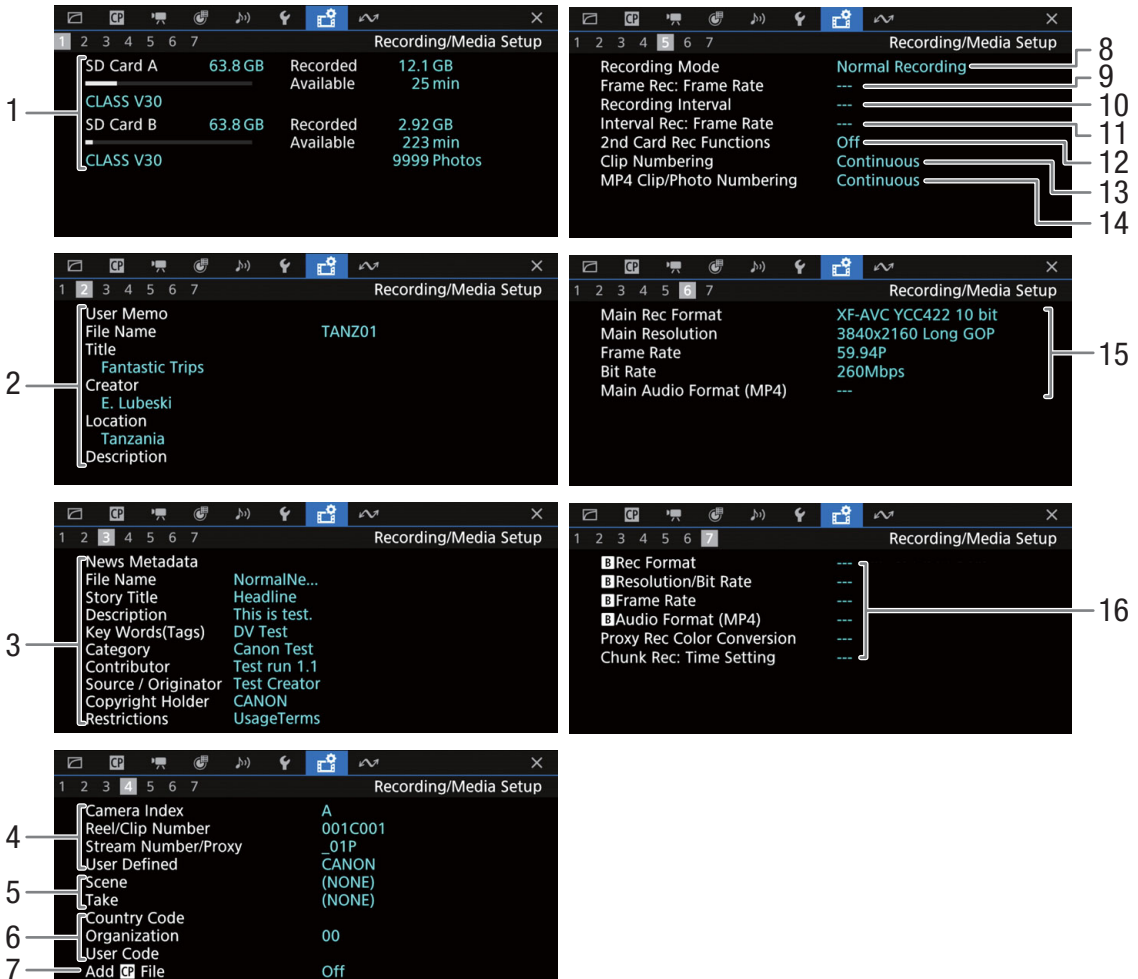 1 2 3 4 5 6 7 Recording/Media Setup
1
SD Card A 63.8 GB Recorded 12.1 GB
Available 25 min
CLASS V30
SD Card B 63.8 GB Recorded 2.92 GB
Available 223 min
CLASS V30 9999 Photos
1 2 3 4 5 6 7 Recording/Media Setup
2
User Memo
File Name TANZ01
Title
Fantastic Trips
Creator
E. Lubeski
Location
Tanzania
Description
1 2 3 4 5 6 7 Recording/Media Setup
3
News Metadata
File Name NormalNe...
Story Title Headline
Description This is test.
Key Words(Tags) DV Test
Category Canon Test
Contributor Test run 1.1
Source / Originator Test Creator
Copyright Holder CANON
Restrictions UsageTerms
1 2 3 4 5 6 7 Recording/Media Setup
Camera Index A
4 Reel/Clip Number 001C001
Stream Number/Proxy _01P
User Defined CANON
5 Scene (NONE)
Take (NONE)
Country Code
6 Organization 00
User Code
7 Add CP File Off
1 2 3 4 5 6 7 Recording/Media Setup
Recording Mode Normal Recording 8
Frame Rec: Frame Rate --- 9
Recording Interval --- 10
Interval Rec: Frame Rate --- 11
2nd Card Rec Functions Off 12
Clip Numbering Continuous 13
MP4 Clip/Photo Numbering Continuous 14
1 2 3 4 5 6 7 Recording/Media Setup
Main Rec Format XF-AVC YCC422 10 bit
Main Resolution 3840x2160 Long GOP
Frame Rate 59.94P 15
Bit Rate 260Mbps
Main Audio Format (MP4) ---
1 2 3 4 5 6 7 Recording/Media Setup
B Rec Format ---
B Resolution/Bit Rate ---
B Frame Rate --- 16
B Audio Format (MP4) ---
Proxy Rec Color Conversion ---
Chunk Rec: Time Setting ---